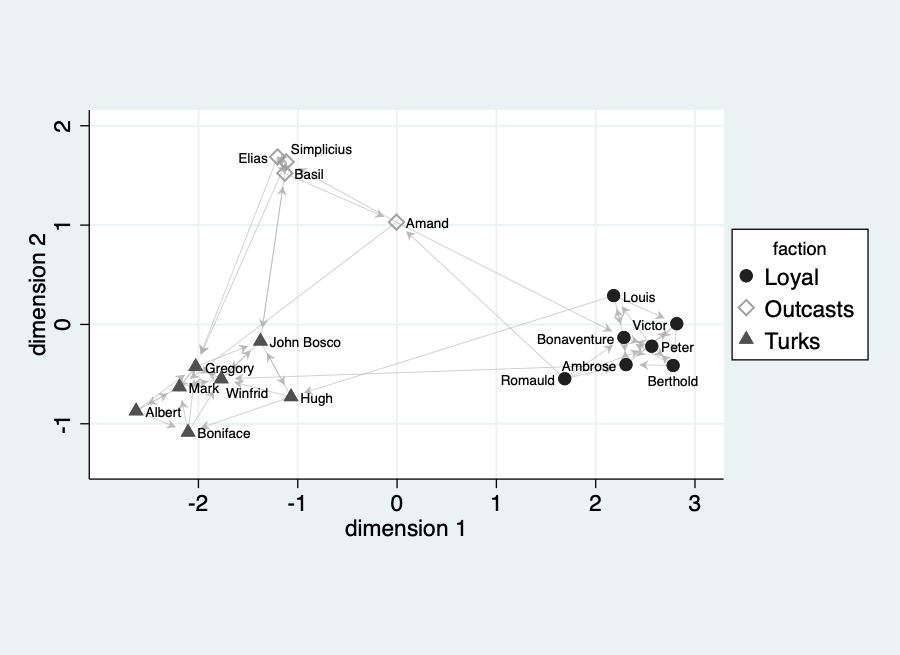 2
1
0
-1
dimension 2
-2
-1
0
1
2
3
dimension 1
Simplicius
Elias
Basil
Amand
Louis
Victor
Bonaventure
Peter
John Bosco
Gregory
Ambrose
Romauld
Berthold
Mark
Winfrid
Hugh
Albert
Boniface
faction
Loyal
Outcasts
Turks